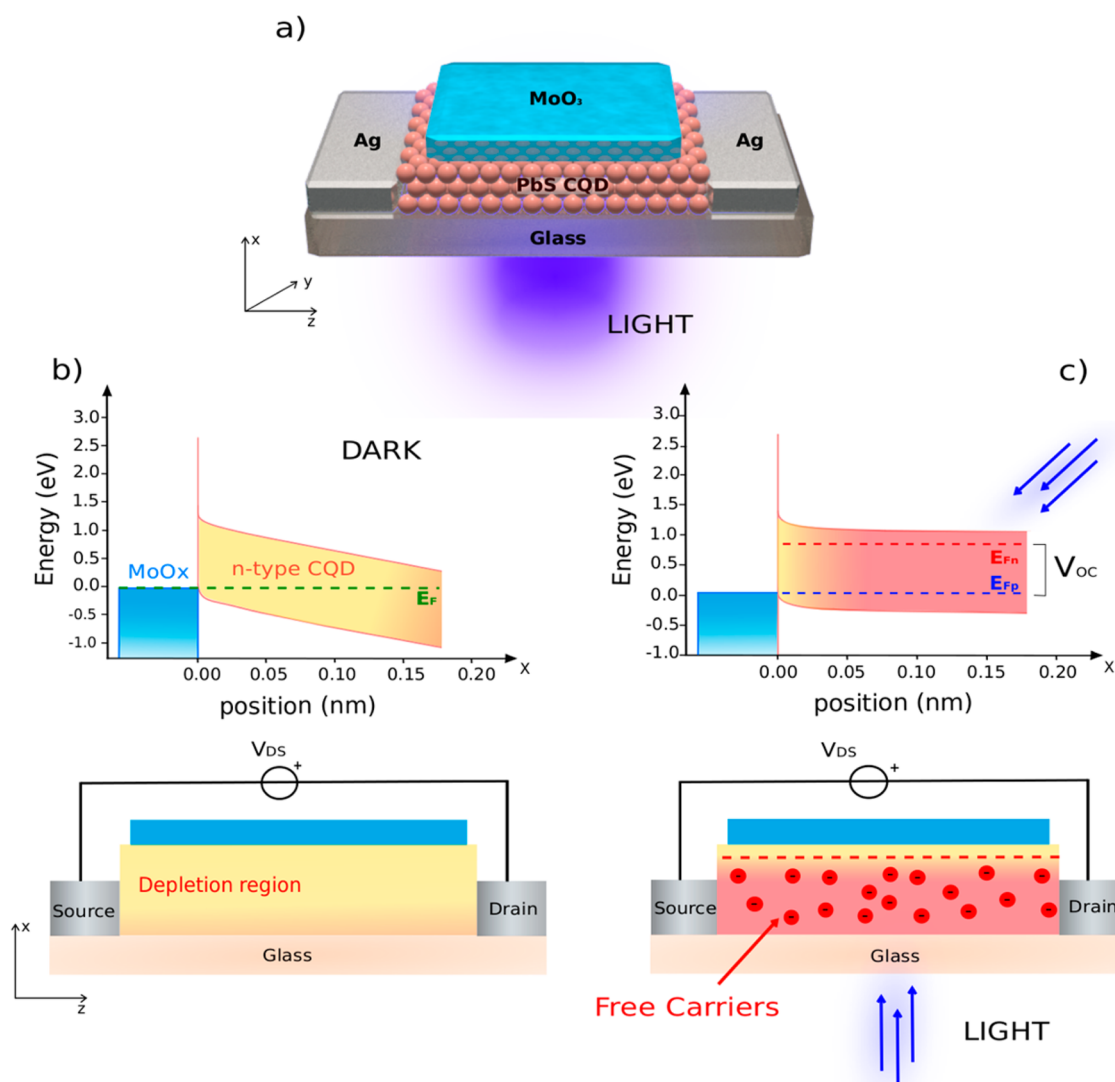 a)
MoO₃
Ag
Ag
PbS CQD
Glass
x
y
z
LIGHT
b)
Energy (eV)
3.0
2.5
2.0
1.5
1.0
0.5
0.0
-0.5
-1.0
DARK
MoOx
n-type CQD
EF
0.00
0.05
0.10
0.15
0.20
X
position (nm)
c)
Energy (eV)
3.0
2.5
2.0
1.5
1.0
0.5
0.0
-0.5
-1.0
EFn
EFp
VOC
0.00
0.05
0.10
0.15
0.20
X
position (nm)
VDS
+
Depletion region
Source
Drain
Glass
x
z
VDS
+
Source
Drain
Glass
Free Carriers
LIGHT